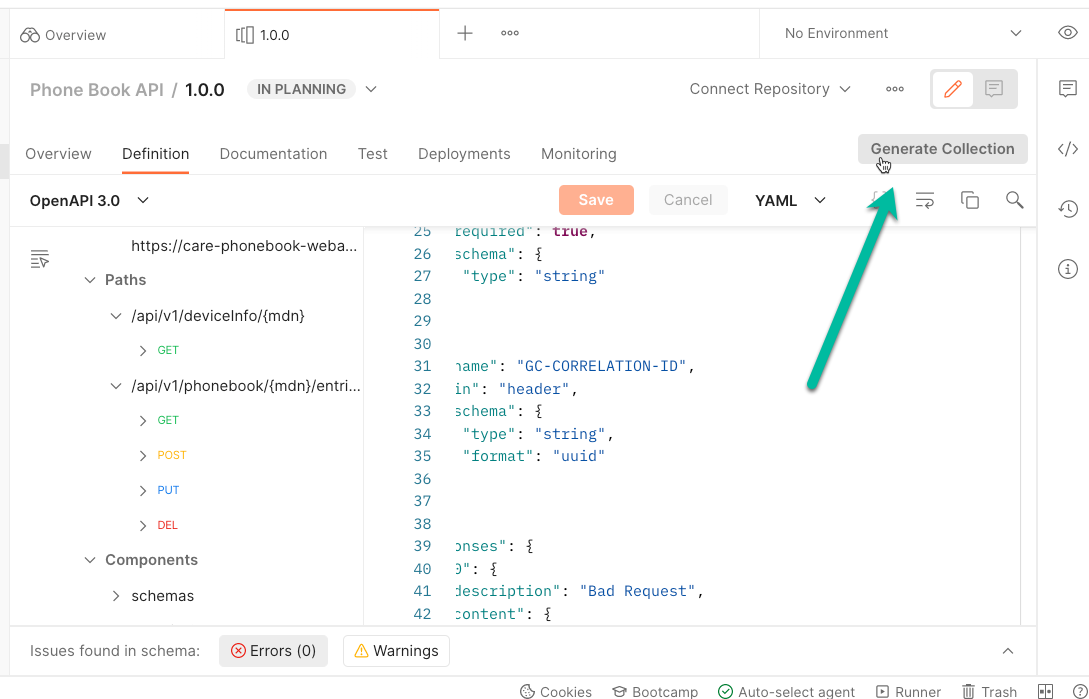 Overview
1.0.0
No Environment
Phone Book API / 1.0.0
IN PLANNING
Connect Repository
Overview
Definition
Documentation
Test
Deployments
Monitoring
Generate Collection
OpenAPI 3.0
Save
Cancel
YAML
https://care-phonebook-weba...
Paths
/api/v1/deviceInfo/{mdn}
GET
/api/v1/phonebook/{mdn}/entri...
GET
POST
PUT
DEL
Components
schemas
25 required": true,
26 schema": {
27 "type": "string"
28
29
30
31 name": "GC-CORRELATION-ID",
32 in": "header",
33 schema": {
34 "type": "string",
35 "format": "uuid"
36
37
38
39 onses": {
40 0": {
41 description": "Bad Request",
42 content": {
Issues found in schema:
Errors (0)
Warnings
Cookies
Bootcamp
Auto-select agent
Runner
Trash